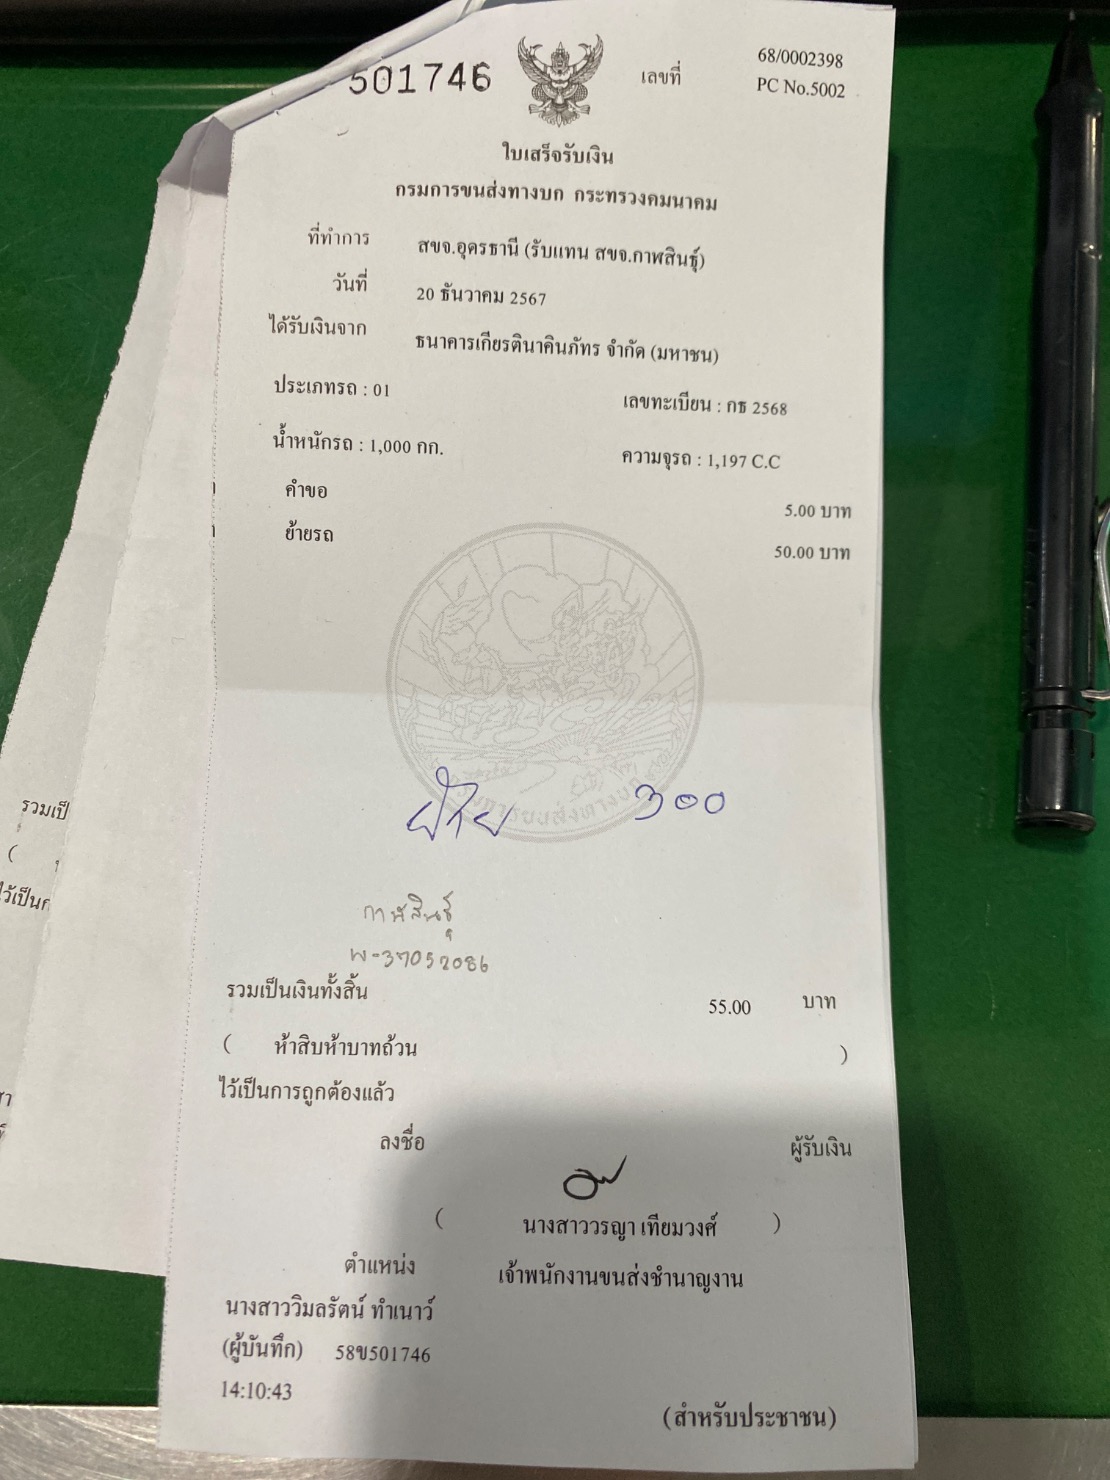 501746
เลขที่ 68/0002398
PC No.5002
ใบเสร็จรับเงิน
กรมการขนส่งทางบก กระทรวงคมนาคม
ที่ทำการ สขจ.อุดรธานี (รับแทน สขจ.กาฬสินธุ์)
วันที่ 20 ธันวาคม 2567
ได้รับเงินจาก ธนาคารเกียรตินาคินภัทร จำกัด (มหาชน)
ประเภทรถ : 01 เลขทะเบียน : กธ 2568
น้ำหนักรถ : 1,000 กก. ความจุรถ : 1,197 C.C
คำขอ 5.00 บาท
ย้ายรถ 50.00 บาท
ย้าย 300
กาฬสินธุ์
พ-37052086
รวมเป็นเงินทั้งสิ้น 55.00 บาท
( ห้าสิบห้าบาทถ้วน )
ไว้เป็นการถูกต้องแล้ว
ลงชื่อ ผู้รับเงิน
( นางสาววรญา เทียมวงศ์ )
ตำแหน่ง เจ้าพนักงานขนส่งชำนาญงาน
นางสาววิมลรัตน์ ทำเนาว์
(ผู้บันทึก) 58ข501746
14:10:43
(สำหรับประชาชน)
รวมเป็
(
ไว้เป็นก